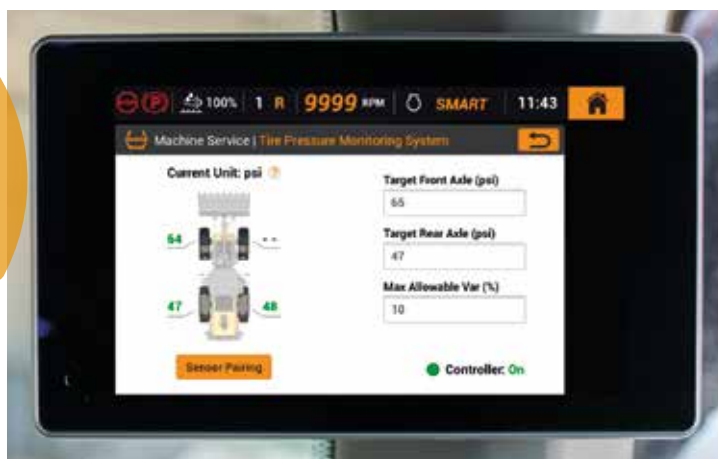 P 100% 1 R 9999 RPM SMART 11:43
Machine Service | Tire Pressure Monitoring System
Current Unit: psi ?
Target Front Axle (psi)
65
64 - -
Target Rear Axle (psi)
47
Max Allowable Var (%)
47 48
10
Sensor Pairing
Controller: On